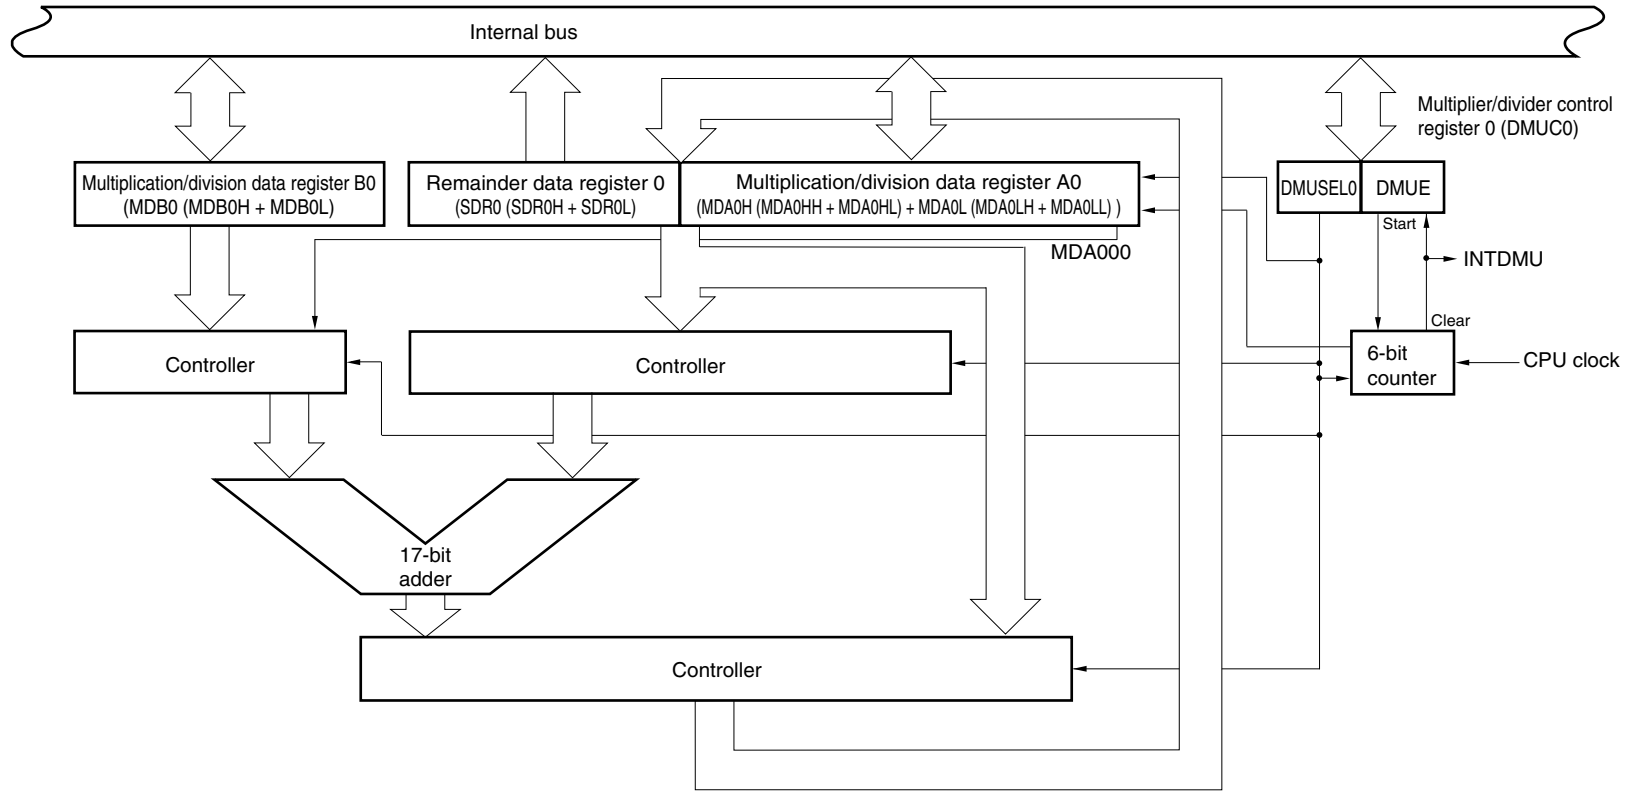 Internal bus
Multiplier/divider control
register 0 (DMUC0)
Multiplication/division data register B0
(MDB0 (MDB0H + MDB0L)
Remainder data register 0
(SDR0 (SDR0H + SDR0L)
Multiplication/division data register A0
(MDA0H (MDA0HH + MDA0HL) + MDA0L (MDA0LH + MDA0LL) )
DMUSEL0
DMUE
Start
MDA000
INTDMU
Clear
Controller
Controller
6-bit
counter
CPU clock
17-bit
adder
Controller